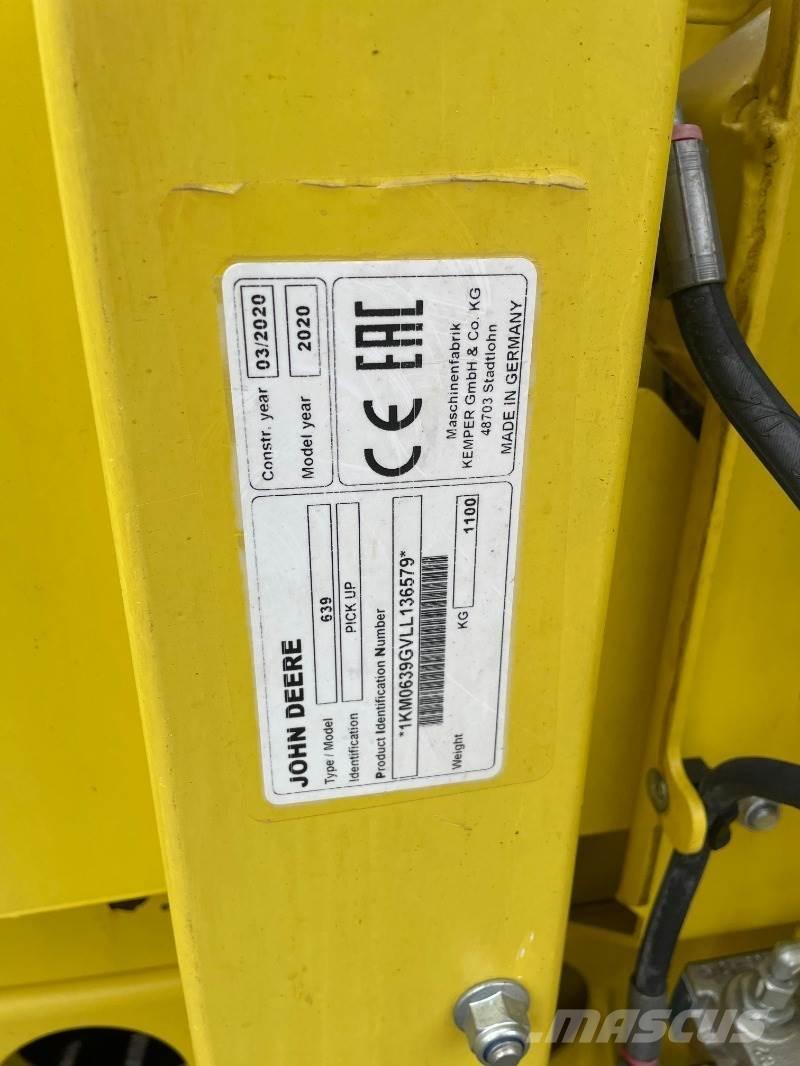 JOHN DEERE
Type / Model 639
Identification PICK UP
Product Identification Number
*1KM0639GVLL136579*
Weight KG 1100
Constr. year 03/2020
Model year 2020
CE EAC
Maschinenfabrik
KEMPER GmbH & Co. KG
48703 Stadtlohn
MADE IN GERMANY
MASCUS